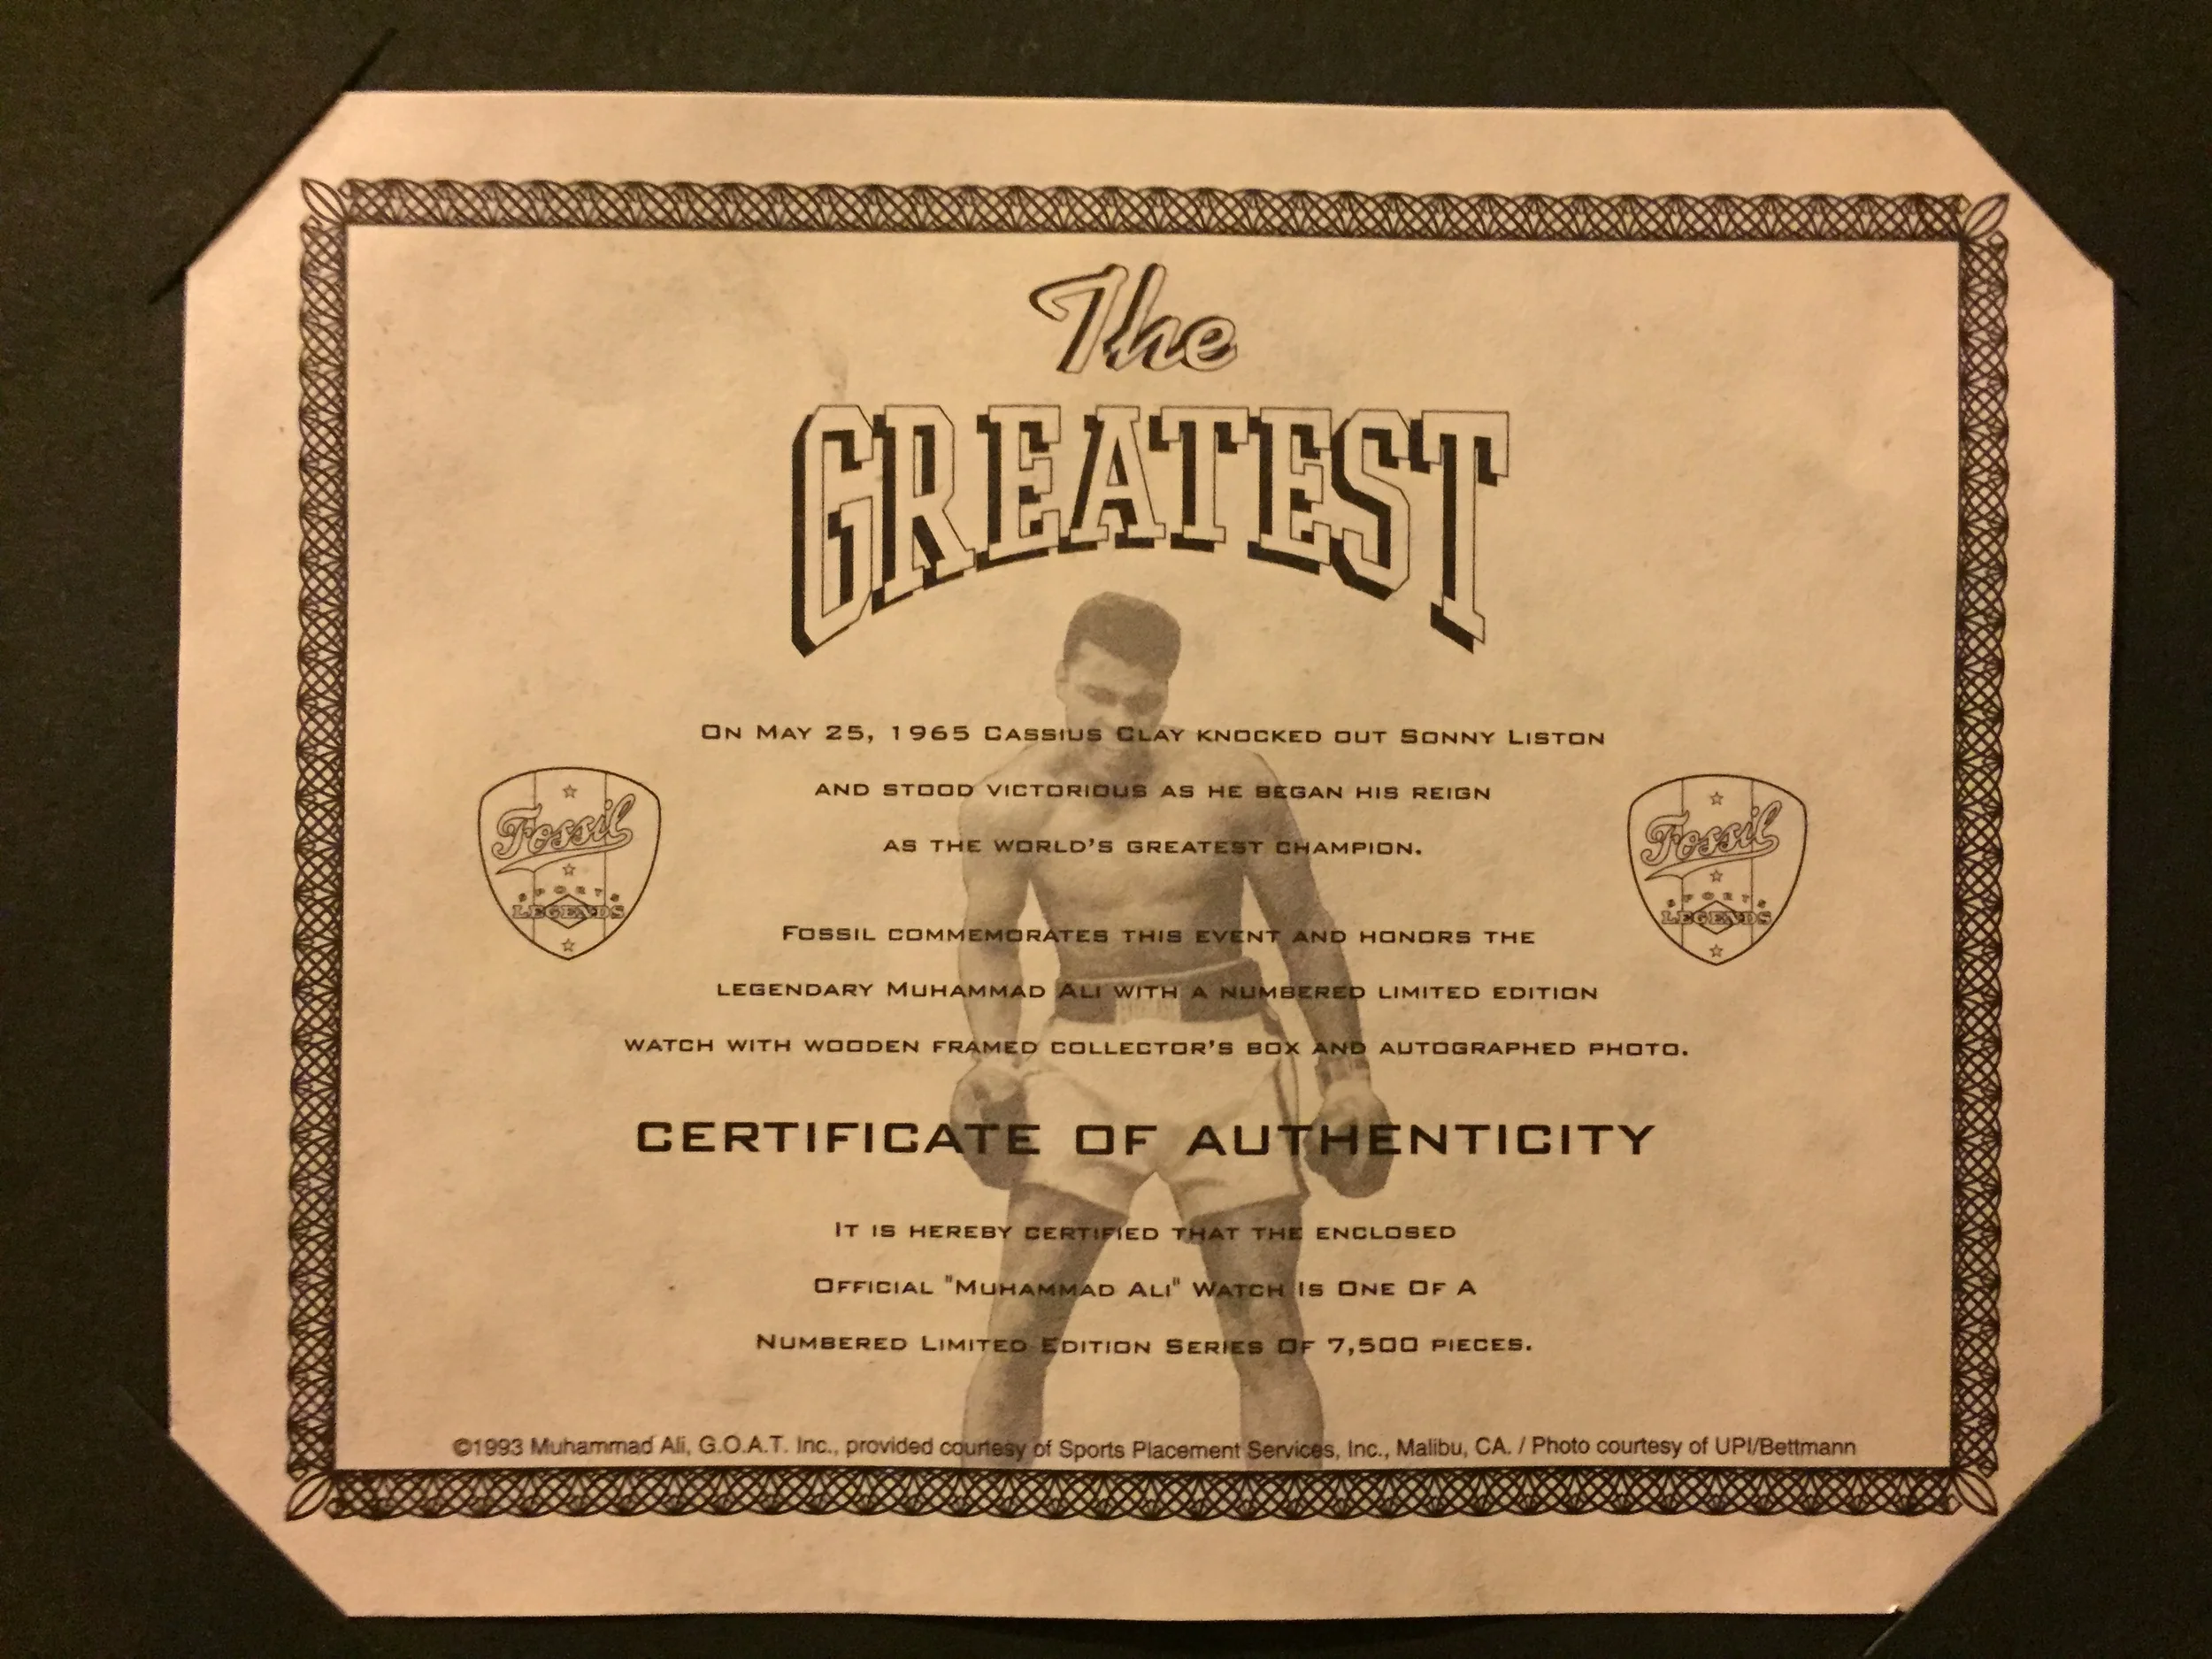 The
GREATEST
On May 25, 1965 Cassius Clay knocked out Sonny Liston
and stood victorious as he began his reign
as the world's greatest champion.
Fossil
SPORTS
LEGENDS
Fossil
SPORTS
LEGENDS
Fossil commemorates this event and honors the
legendary Muhammad Ali with a numbered limited edition
watch with wooden framed collector's box and autographed photo.
CERTIFICATE OF AUTHENTICITY
It is hereby certified that the enclosed
Official "Muhammad Ali" Watch Is One Of A
Numbered Limited Edition Series Of 7,500 pieces.
©1993 Muhammad Ali, G.O.A.T. Inc., provided courtesy of Sports Placement Services, Inc., Malibu, CA. / Photo courtesy of UPI/Bettmann